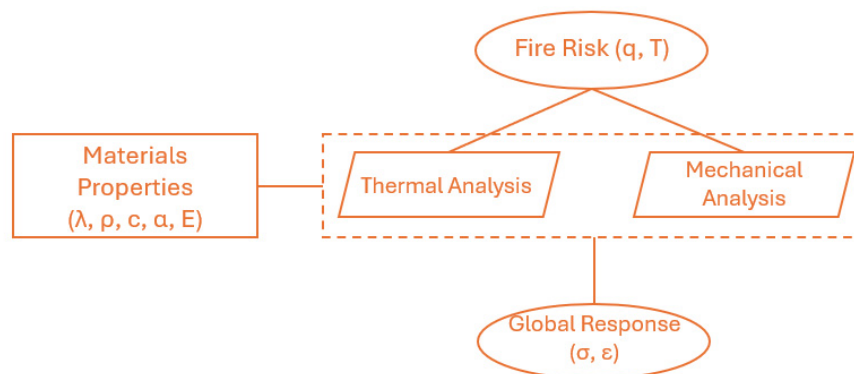 Fire Risk (q, T)
Materials
Properties
(λ, ρ, c, α, E)
Thermal Analysis
Mechanical
Analysis
Global Response
(σ, ε)